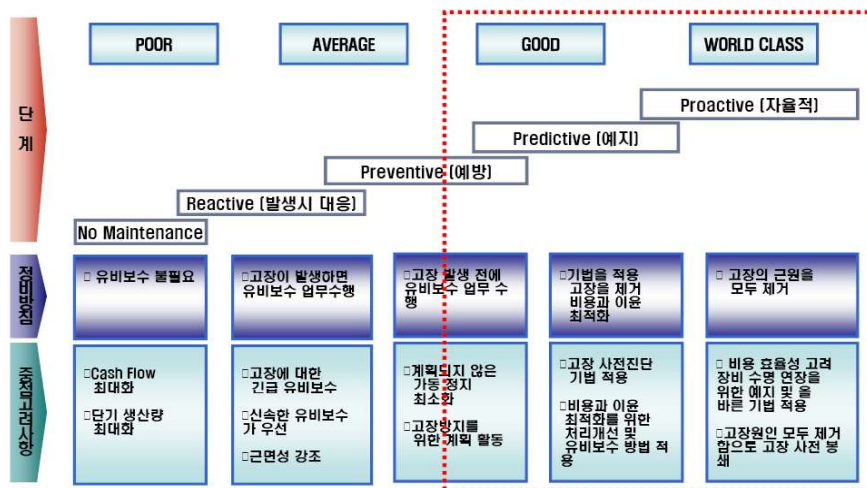 POOR
AVERAGE
GOOD
WORLD CLASS
단계
Proactive (자율적)
Predictive (예지)
Preventive (예방)
Reactive (발생시 대응)
No Maintenance
정비방침
유비보수 불필요
고장이 발생하면
유비보수 업무수행
고장 발생 전에
유비보수 업무 수
행
기법을 적용
고장을 제거
비용과 이윤
최적화
고장의 근원을
모두 제거
중점고려사항
Cash Flow
최대화
단기 생산량
최대화
고장에 대한
긴급 유비보수
신속한 유비보수
가 우선
근면성 강조
계획되지 않은
가동 정지
최소화
고장방지를
위한 계획 활동
고장 사전진단
기법 적용
비용과 이윤
최적화를 위한
처리개선 및
유비보수 방법 적
용
비용 효율성 고려
장비 수명 연장을
위한 예지 및 올
바른 기법 적용
고장원인 모두 제거
함으로 고장 사전 봉
쇄